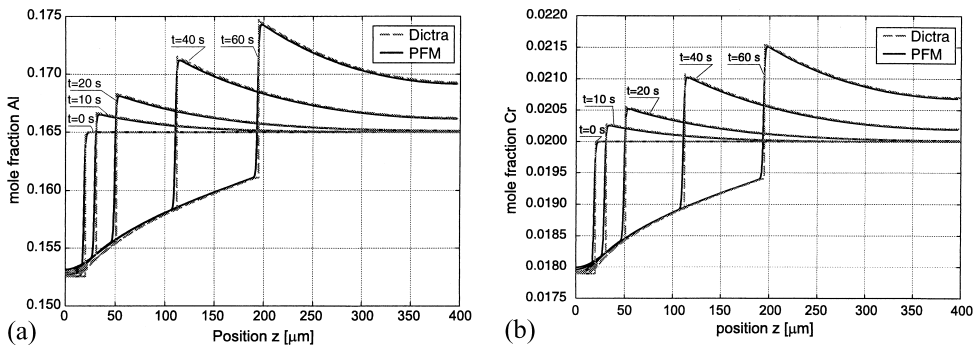 0.175
0.170
0.165
0.160
0.155
0.150
mole fraction Al
t=0 s
t=10 s
t=20 s
t=40 s
t=60 s
Dictra
PFM
0 50 100 150 200 250 300 350 400
Position z [μm]
(a)
0.0220
0.0215
0.0210
0.0205
0.0200
0.0195
0.0190
0.0185
0.0180
0.0175
mole fraction Cr
t=0 s
t=10 s
t=20 s
t=40 s
t=60 s
Dictra
PFM
0 50 100 150 200 250 300 350 400
position z [μm]
(b)